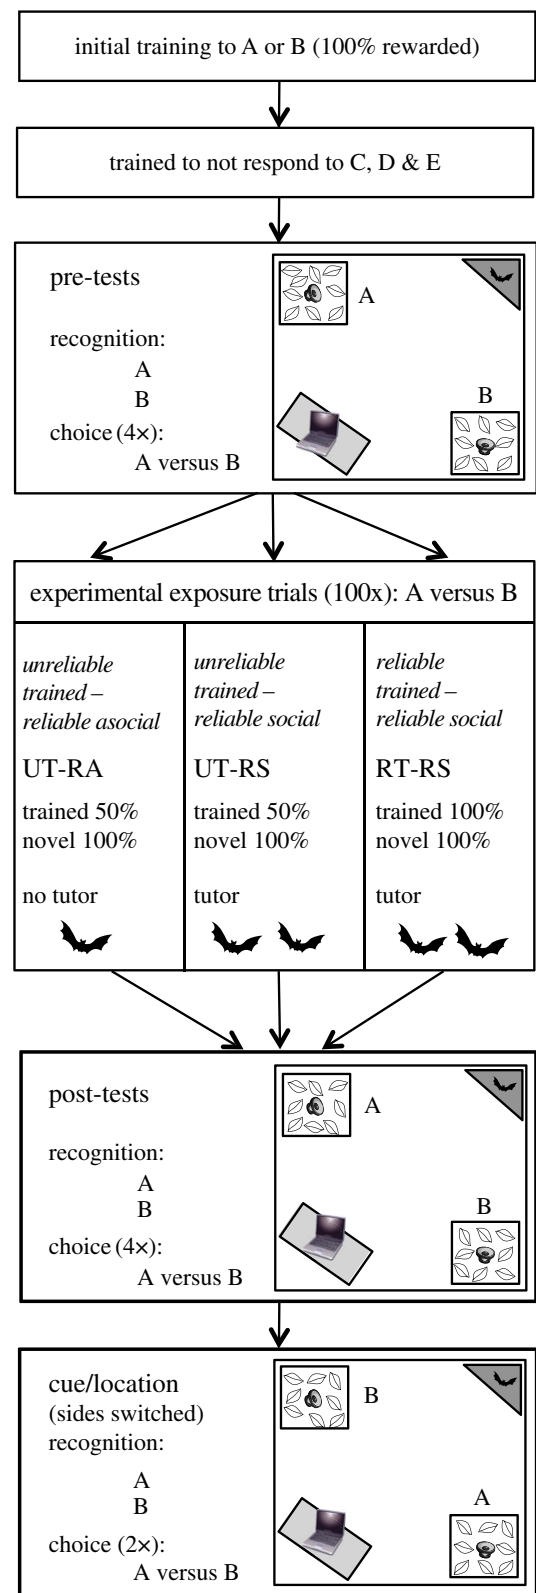 initial training to A or B (100% rewarded)
trained to not respond to C, D & E
pre-tests
recognition:
A
B
choice (4×):
A versus B
A
B
experimental exposure trials (100x): A versus B
unreliable
trained –
reliable asocial
UT-RA
trained 50%
novel 100%
no tutor
unreliable
trained –
reliable social
UT-RS
trained 50%
novel 100%
tutor
reliable
trained –
reliable social
RT-RS
trained 100%
novel 100%
tutor
post-tests
recognition:
A
B
choice (4×):
A versus B
A
B
cue/location
(sides switched)
recognition:
A
B
choice (2×):
A versus B
B
A